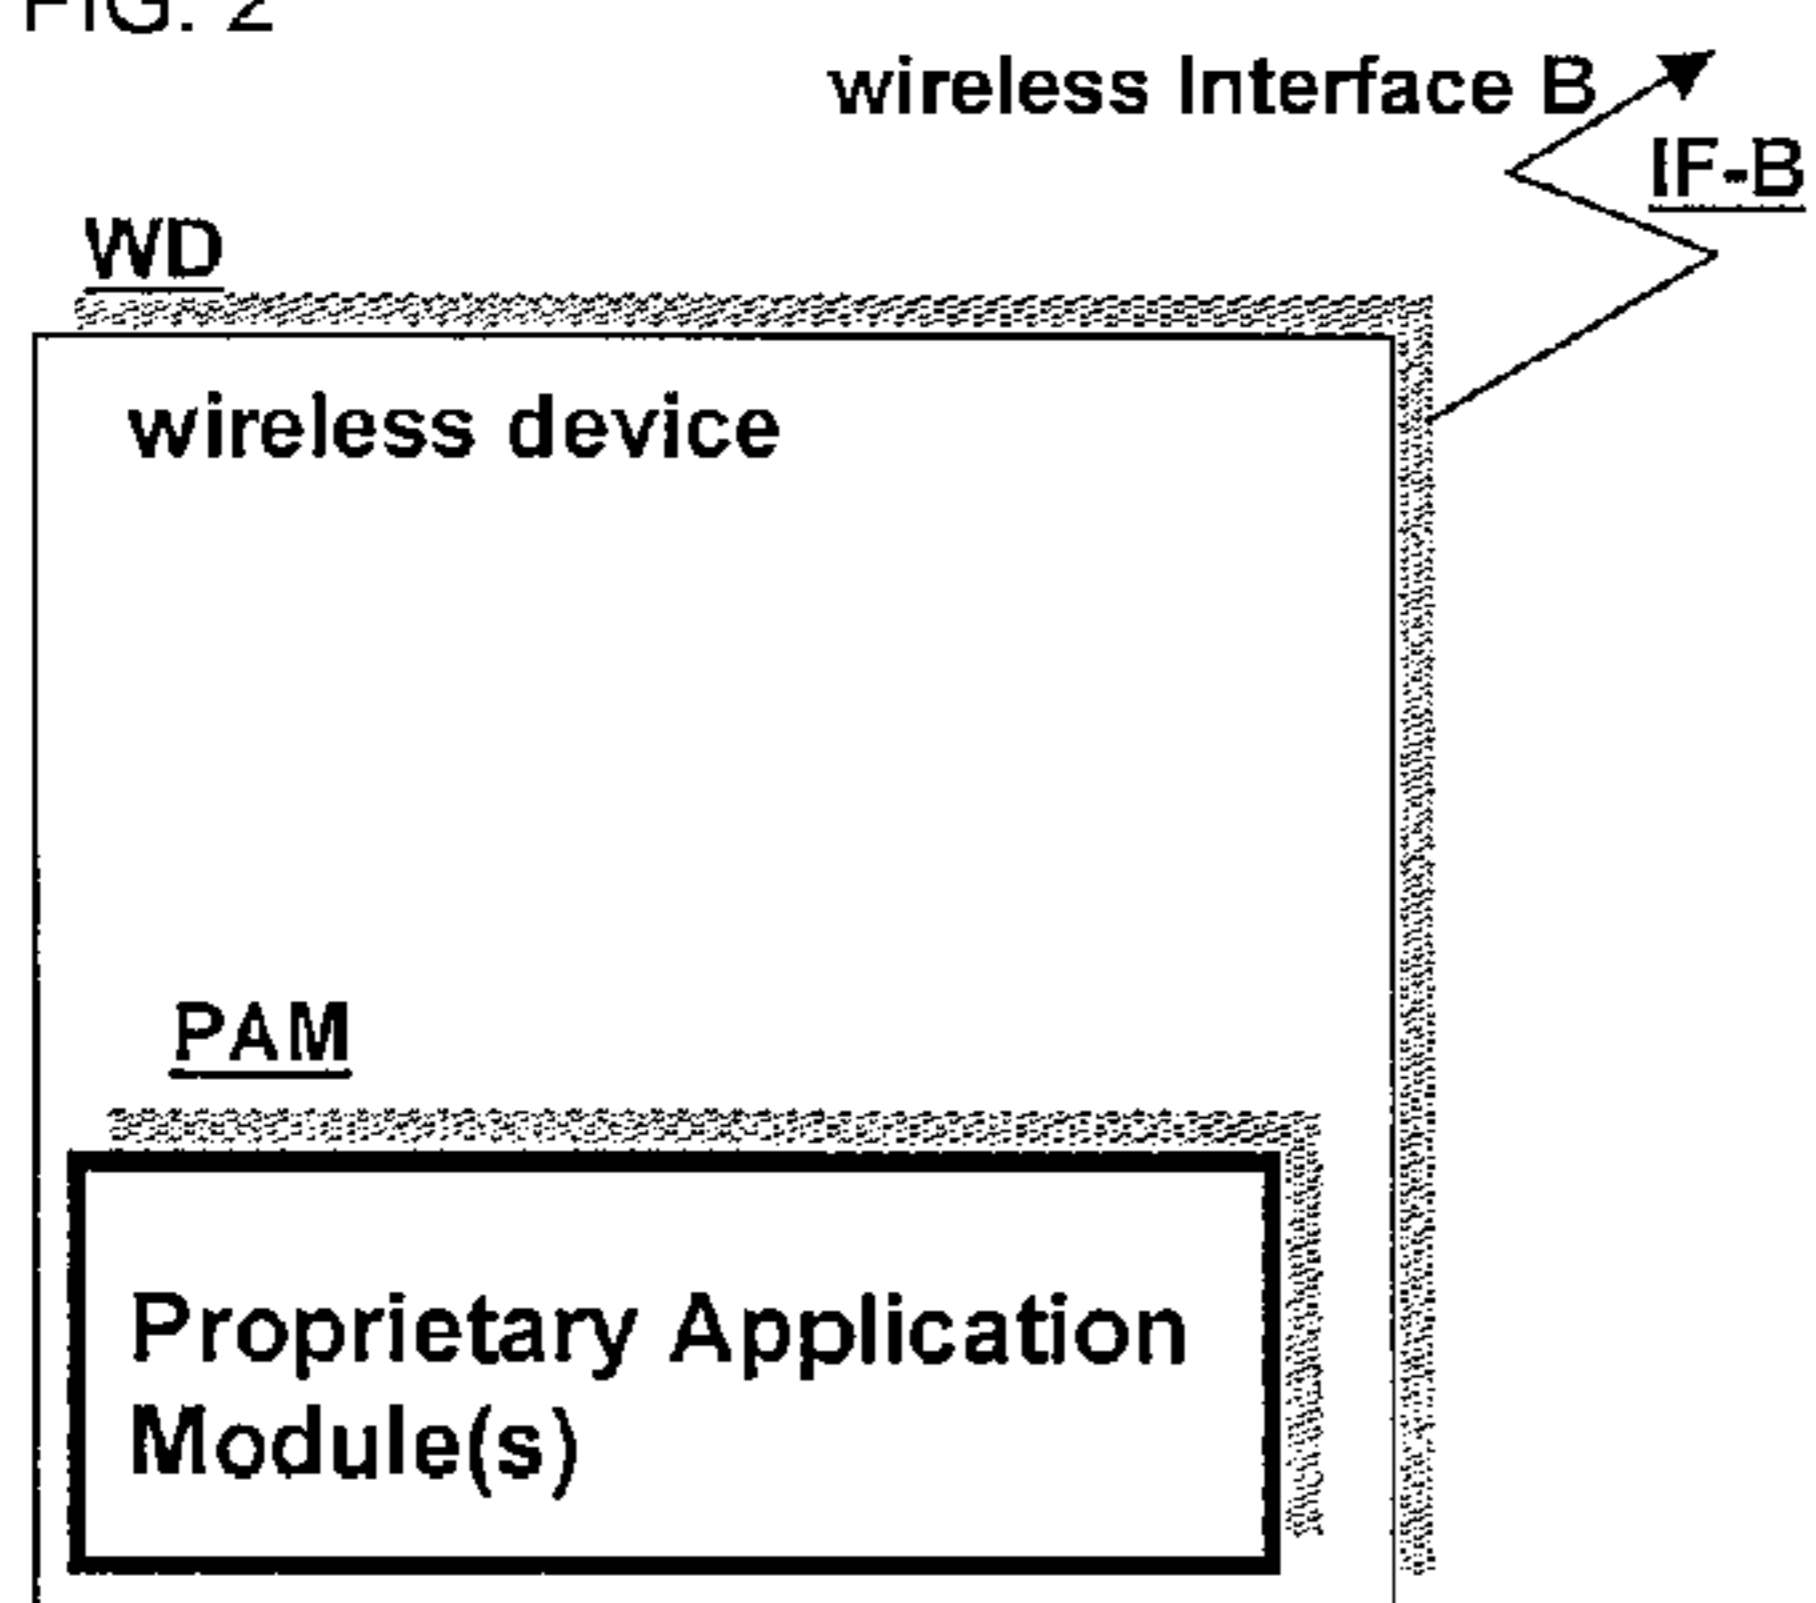 FIG. 2
wireless Interface B
IF-B
WD
wireless device
PAM
Proprietary Application
Module(s)